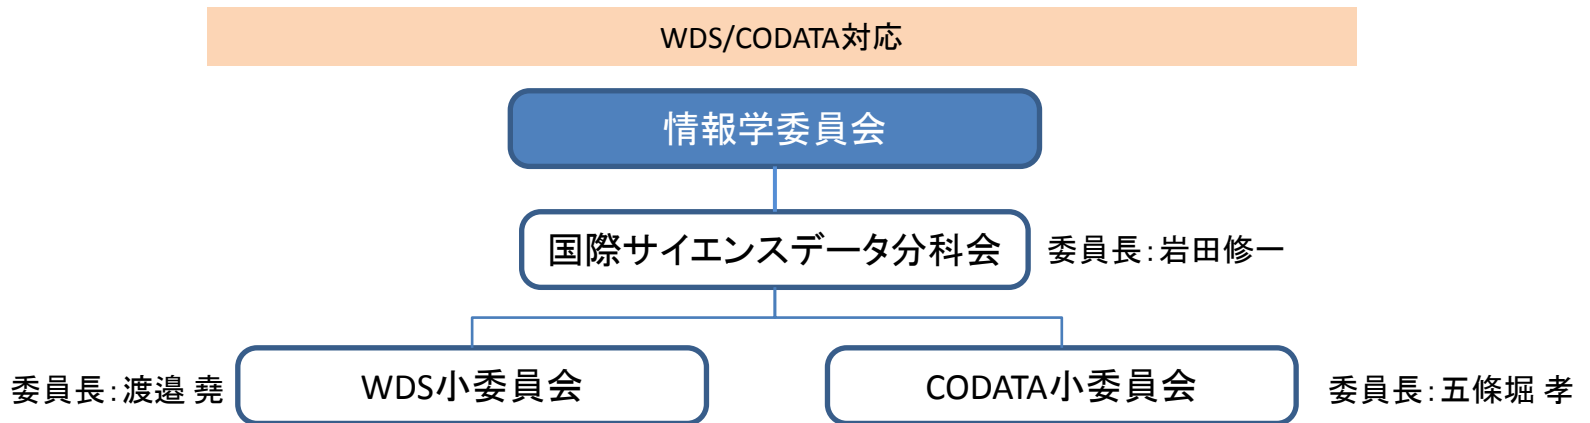 WDS/CODATA対応
情報学委員会
国際サイエンスデータ分科会
委員長：岩田修一
委員長：渡邉 堯
WDS小委員会
CODATA小委員会
委員長：五條堀 孝